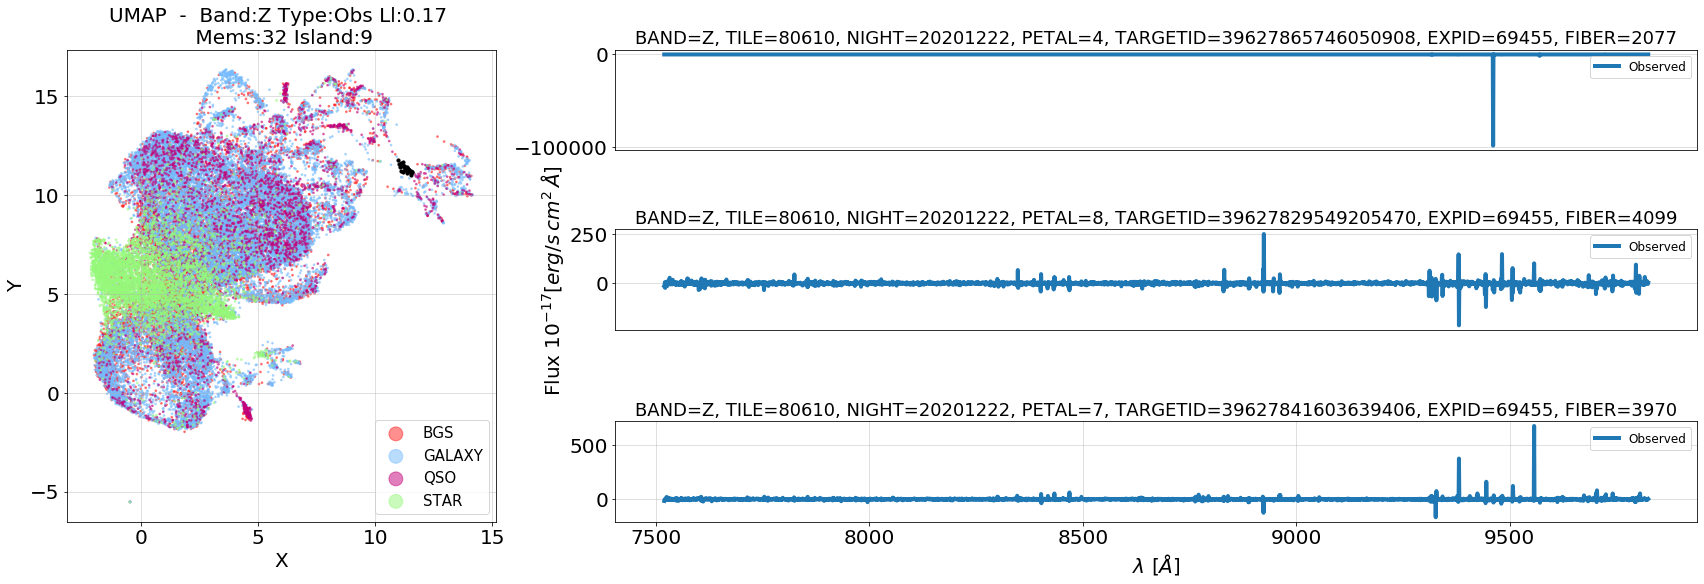 UMAP - Band:Z Type:Obs Ll:0.17
Mems:32 Island:9
15
10
5
0
−5
Y
0
5
10
15
X
BGS
GALAXY
QSO
STAR
Flux 10^{-17}[erg/s cm^2 Å]
BAND=Z, TILE=80610, NIGHT=20201222, PETAL=4, TARGETID=39627865746050908, EXPID=69455, FIBER=2077
0
−100000
Observed
BAND=Z, TILE=80610, NIGHT=20201222, PETAL=8, TARGETID=39627829549205470, EXPID=69455, FIBER=4099
250
0
Observed
BAND=Z, TILE=80610, NIGHT=20201222, PETAL=7, TARGETID=39627841603639406, EXPID=69455, FIBER=3970
500
0
Observed
7500
8000
8500
9000
9500
λ [Å]